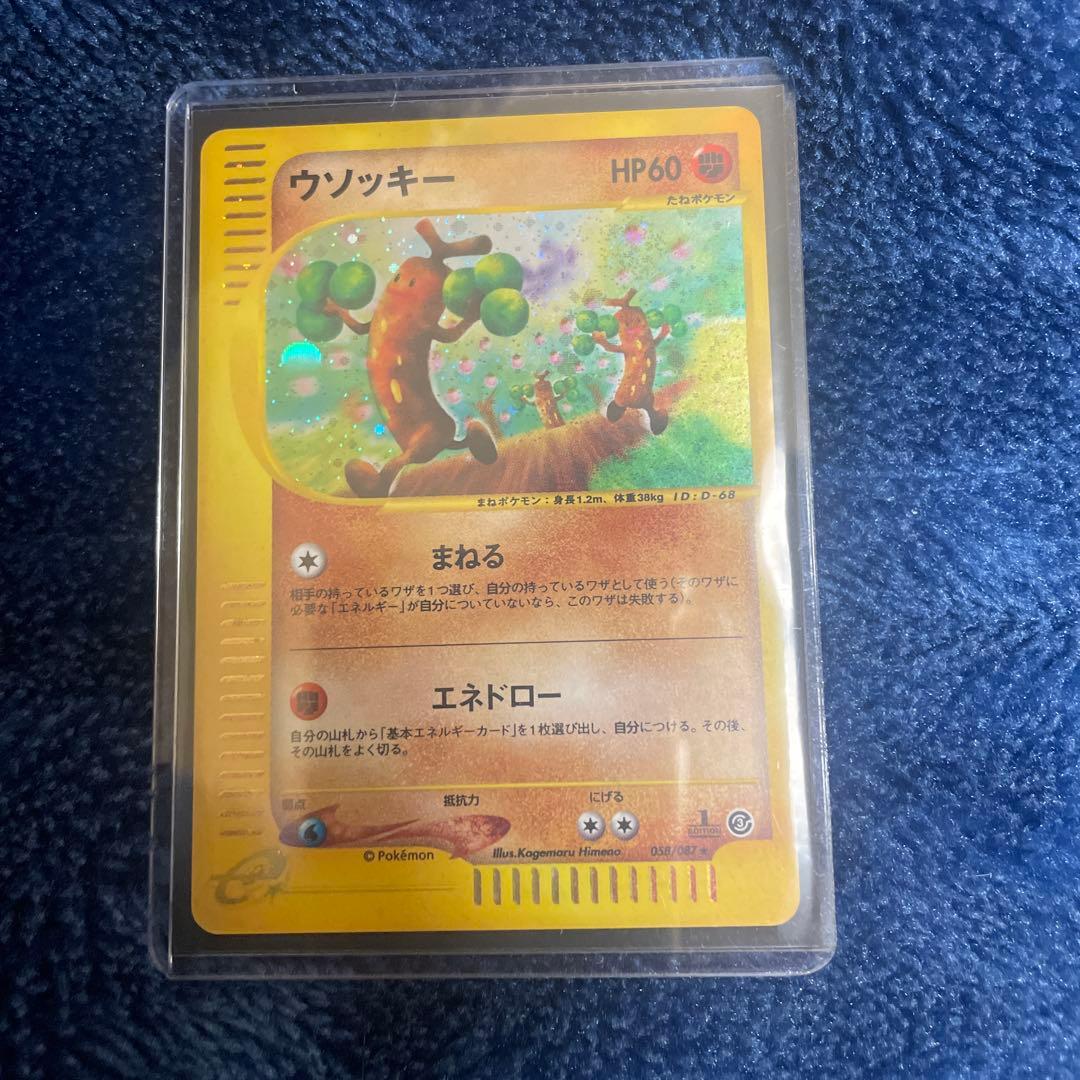 ウソッキー
HP60
たねポケモン
まねポケモン：身長1.2m、体重38kg ID:D-68
まねる
相手の持っているワザを1つ選び、自分の持っているワザとして使う（そのワザに
必要な「エネルギー」が自分についていないなら、このワザは失敗する）。
エネドロー
自分の山札から「基本エネルギーカード」を1枚選び出し、自分につける。その後、
その山札をよく切る。
弱点
抵抗力
にげる
1
EDITION
3
©Pokémon
Illus.Kagemaru Himeno
058/087★
e